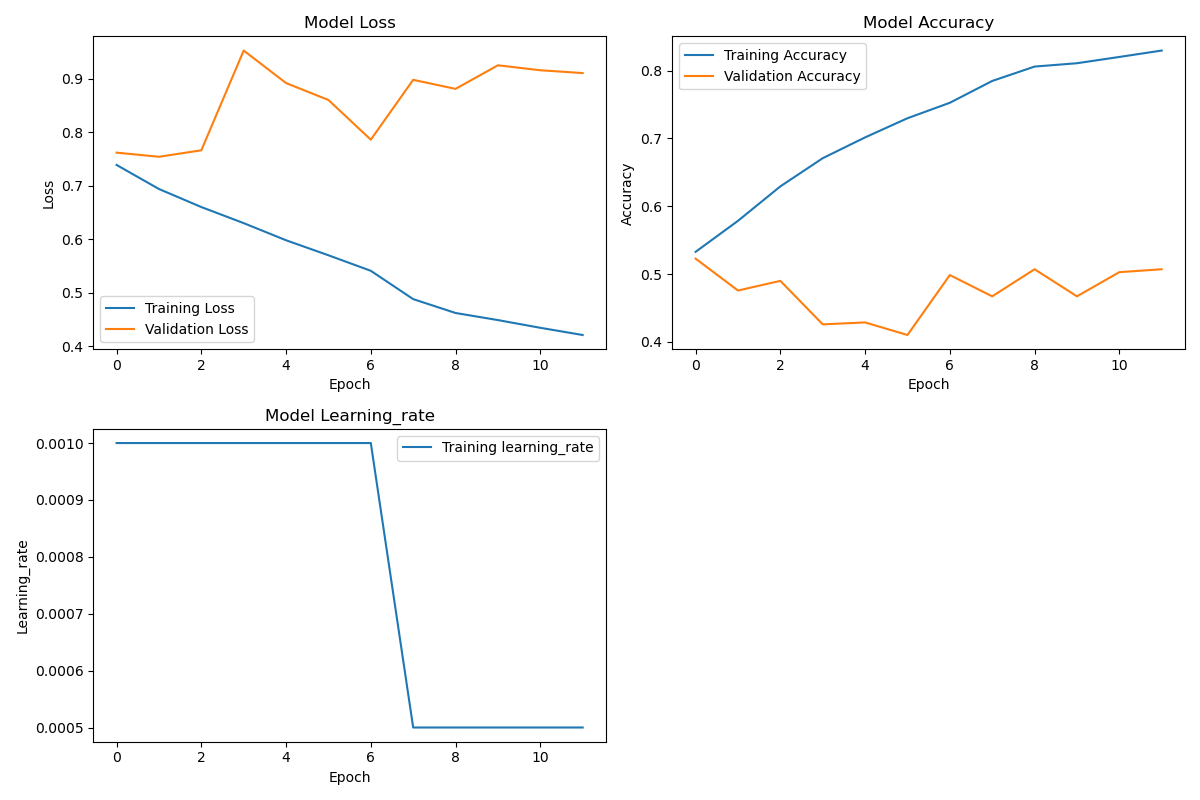 Model Loss
Loss
0.9
0.8
0.7
0.6
0.5
0.4
Training Loss
Validation Loss
0 2 4 6 8 10
Epoch
Model Accuracy
Accuracy
0.8
0.7
0.6
0.5
0.4
Training Accuracy
Validation Accuracy
0 2 4 6 8 10
Epoch
Model Learning_rate
Learning_rate
0.0010
0.0009
0.0008
0.0007
0.0006
0.0005
Training learning_rate
0 2 4 6 8 10
Epoch